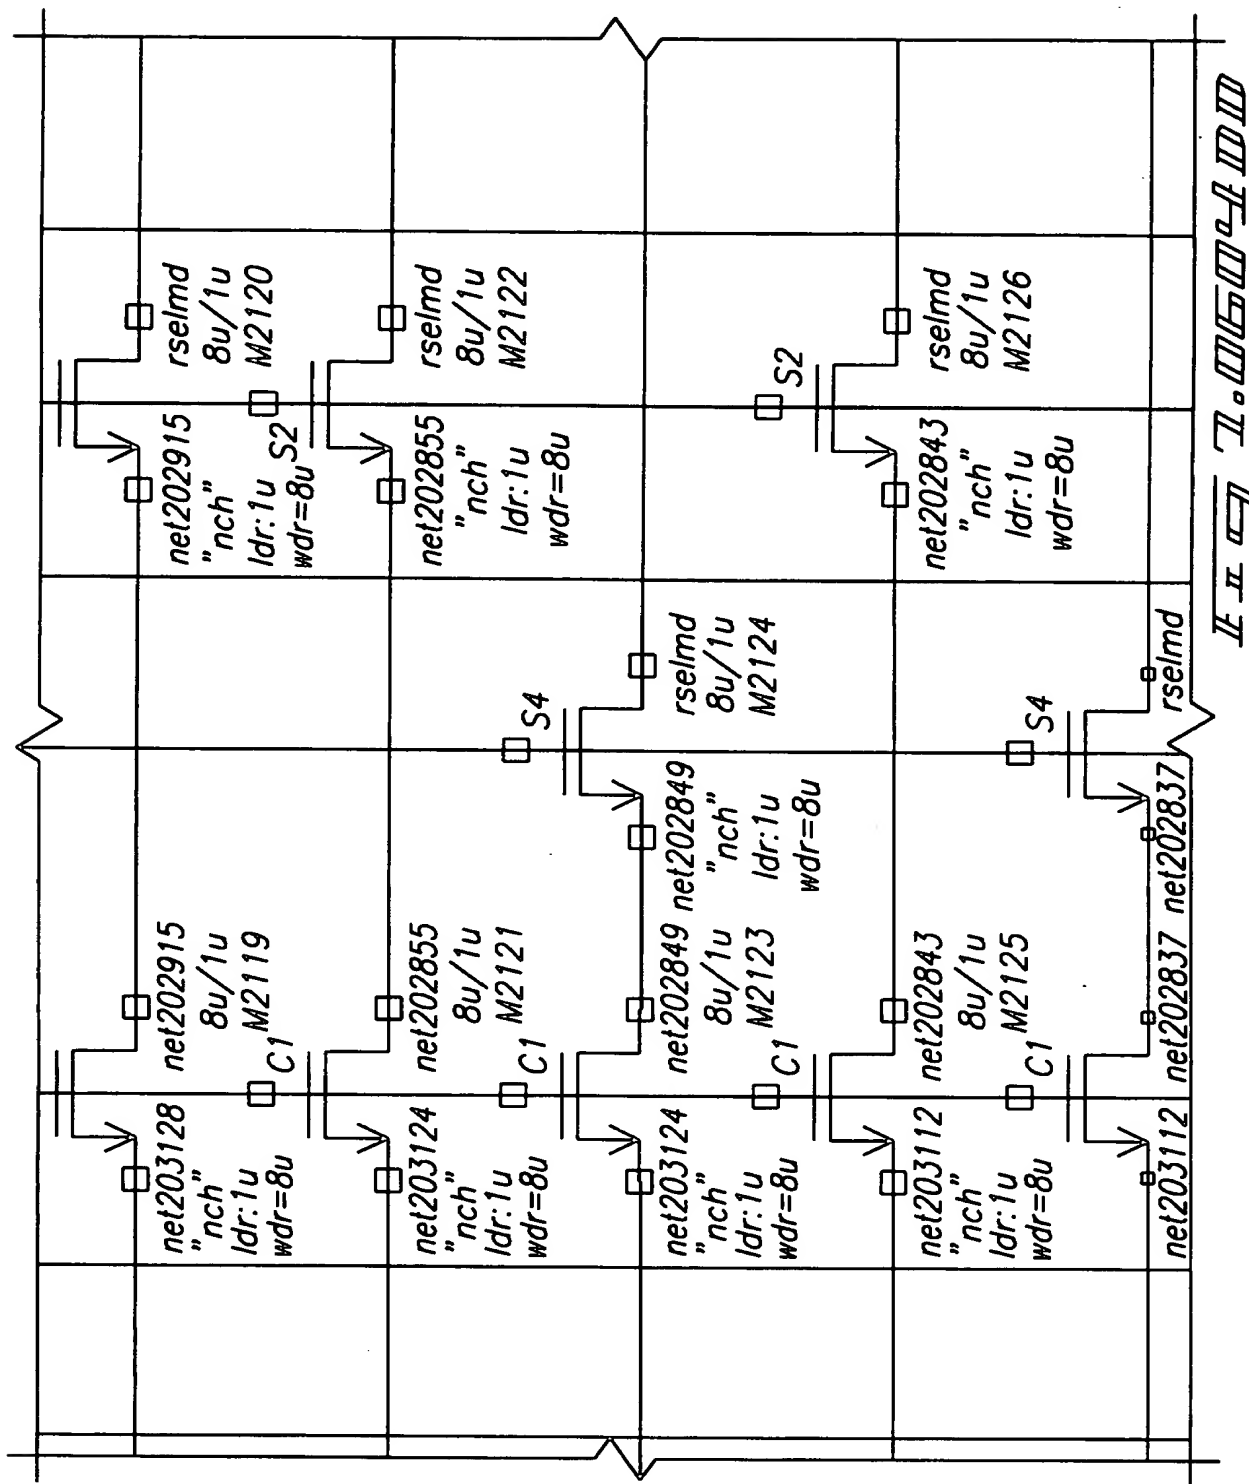 rselmd
8u/1u
M2120
net202915
"nch"
ldr:1u
wdr=8u
S2
rselmd
8u/1u
M2122
net202855
"nch"
ldr:1u
wdr=8u
S2
rselmd
8u/1u
M2126
net202843
"nch"
ldr:1u
wdr=8u
S4
rselmd
8u/1u
M2124
net202849
"nch"
ldr:1u
wdr=8u
S4
rselmd
net202837
net202915
8u/1u
M2119
net203128
"nch"
ldr:1u
wdr=8u
C1
net202855
8u/1u
M2121
net203124
"nch"
ldr:1u
wdr=8u
C1
net202849
8u/1u
M2123
net203124
"nch"
ldr:1u
wdr=8u
C1
net202843
8u/1u
M2125
net203112
"nch"
ldr:1u
wdr=8u
C1
net202837
net203112